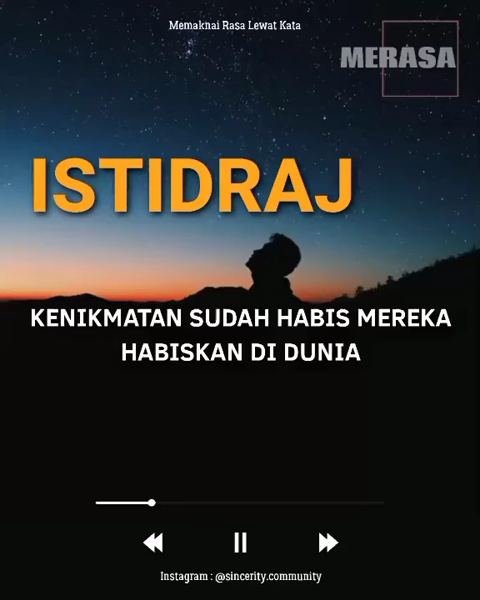 Memaknai Rasa Lewat Kata
MERASA
ISTIDRAJ
KENIKMATAN SUDAH HABIS MEREKA
HABISKAN DI DUNIA
Instagram : @sincerity.community